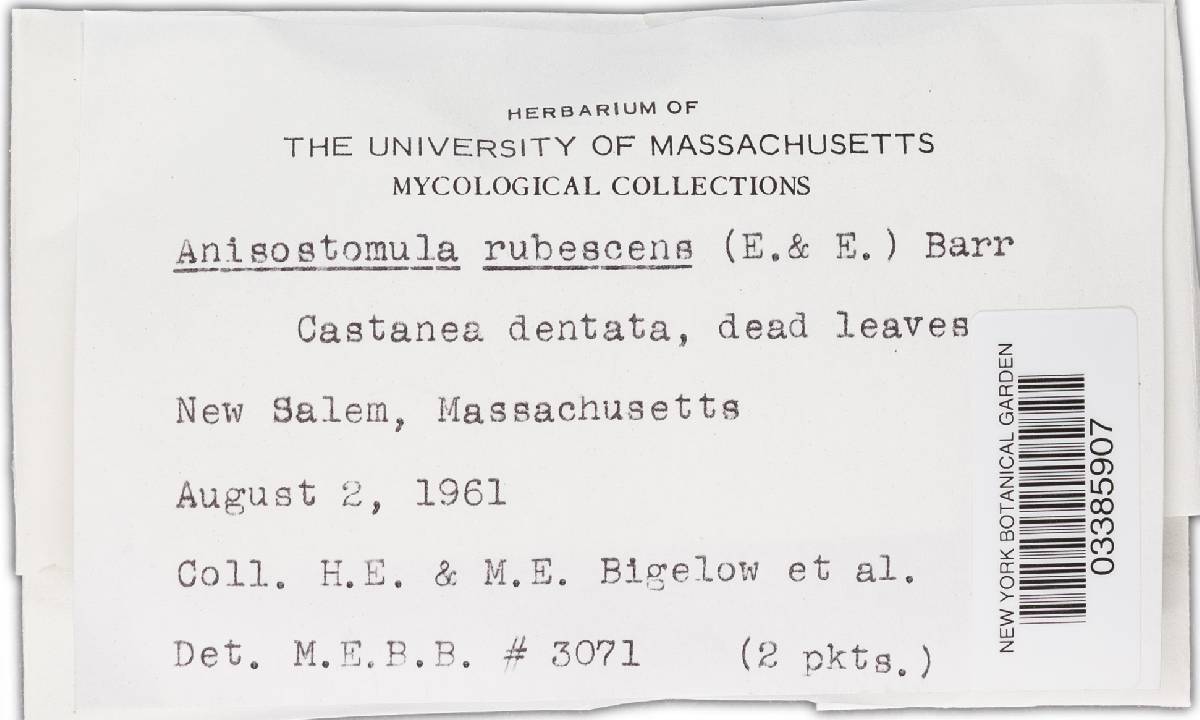 HERBARIUM OF
THE UNIVERSITY OF MASSACHUSETTS
MYCOLOGICAL COLLECTIONS
Anisostomula rubescens (E.& E.) Barr
Castanea dentata, dead leaves
New Salem, Massachusetts
August 2, 1961
Coll. H.E. & M.E. Bigelow et al.
Det. M.E.B.B. # 3071 (2 pkts.)
NEW YORK BOTANICAL GARDEN
03385907